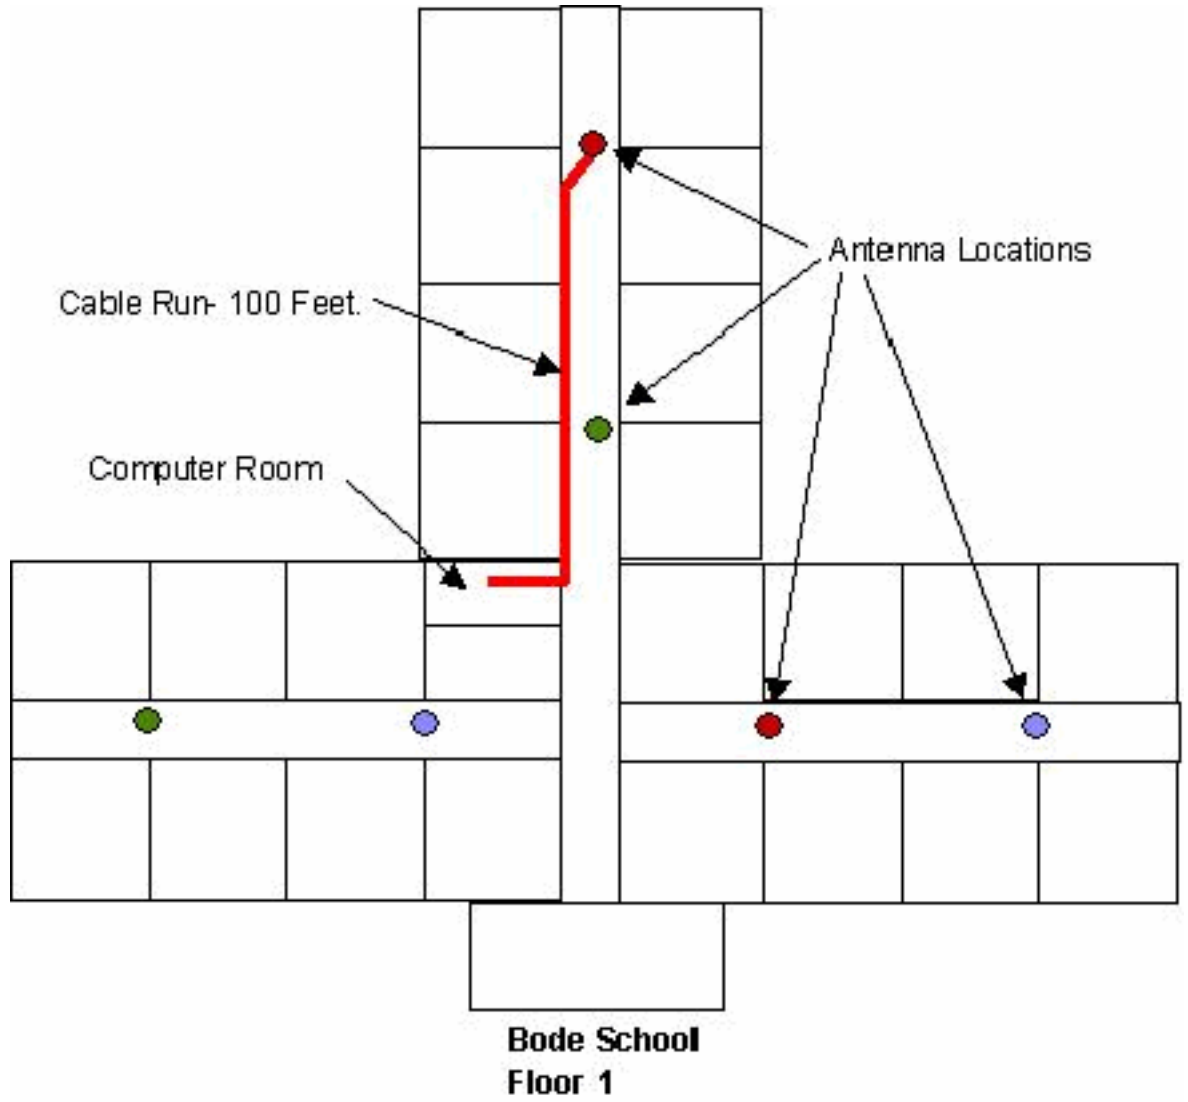 Antenna Locations
Cable Run- 100 Feet.
Computer Room
Bode School
Floor 1